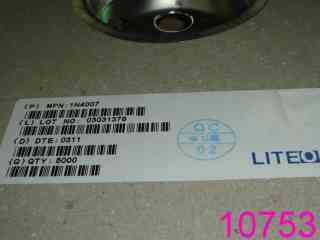 (P) MPN:1N4007
(L) LOT NO: 03031378
(D) DTE:0311
(Q) QTY: 5000
QC
02
LITEO
10753